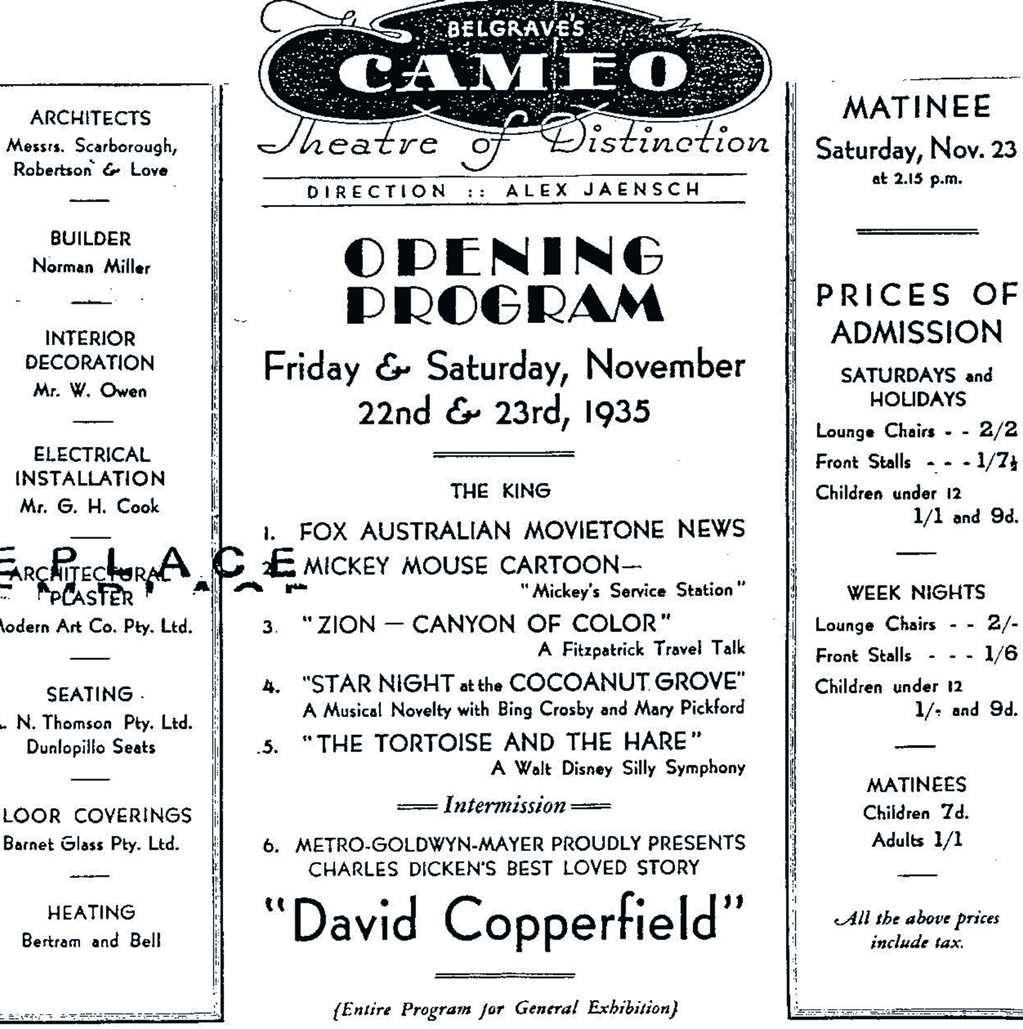 BELGRAVE'S
CAMEO
Theatre of Distinction
DIRECTION :: ALEX JAENSCH
ARCHITECTS
Messrs. Scarborough,
Robertson & Love
BUILDER
Norman Miller
INTERIOR
DECORATION
Mr. W. Owen
ELECTRICAL
INSTALLATION
Mr. G. H. Cook
E PLACE
ARCHITECTURAL
PLASTER
Modern Art Co. Pty. Ltd.
SEATING
. N. Thomson Pty. Ltd.
Dunlopillo Seats
LOOR COVERINGS
Barnet Glass Pty. Ltd.
HEATING
Bertram and Bell
OPENING
PROGRAM
Friday & Saturday, November
22nd & 23rd, 1935
THE KING
1. FOX AUSTRALIAN MOVIETONE NEWS
2. MICKEY MOUSE CARTOON—
"Mickey's Service Station"
3. "ZION — CANYON OF COLOR"
A Fitzpatrick Travel Talk
4. "STAR NIGHT at the COCOANUT GROVE"
A Musical Novelty with Bing Crosby and Mary Pickford
5. "THE TORTOISE AND THE HARE"
A Walt Disney Silly Symphony
Intermission
6. METRO-GOLDWYN-MAYER PROUDLY PRESENTS
CHARLES DICKEN'S BEST LOVED STORY
"David Copperfield"
{Entire Program for General Exhibition}
MATINEE
Saturday, Nov. 23
at 2.15 p.m.
PRICES OF
ADMISSION
SATURDAYS and
HOLIDAYS
Lounge Chairs - - 2/2
Front Stalls - - - 1/7½
Children under 12
1/1 and 9d.
WEEK NIGHTS
Lounge Chairs - - 2/-
Front Stalls - - - 1/6
Children under 12
1/- and 9d.
MATINEES
Children 7d.
Adults 1/1
All the above prices
include tax.